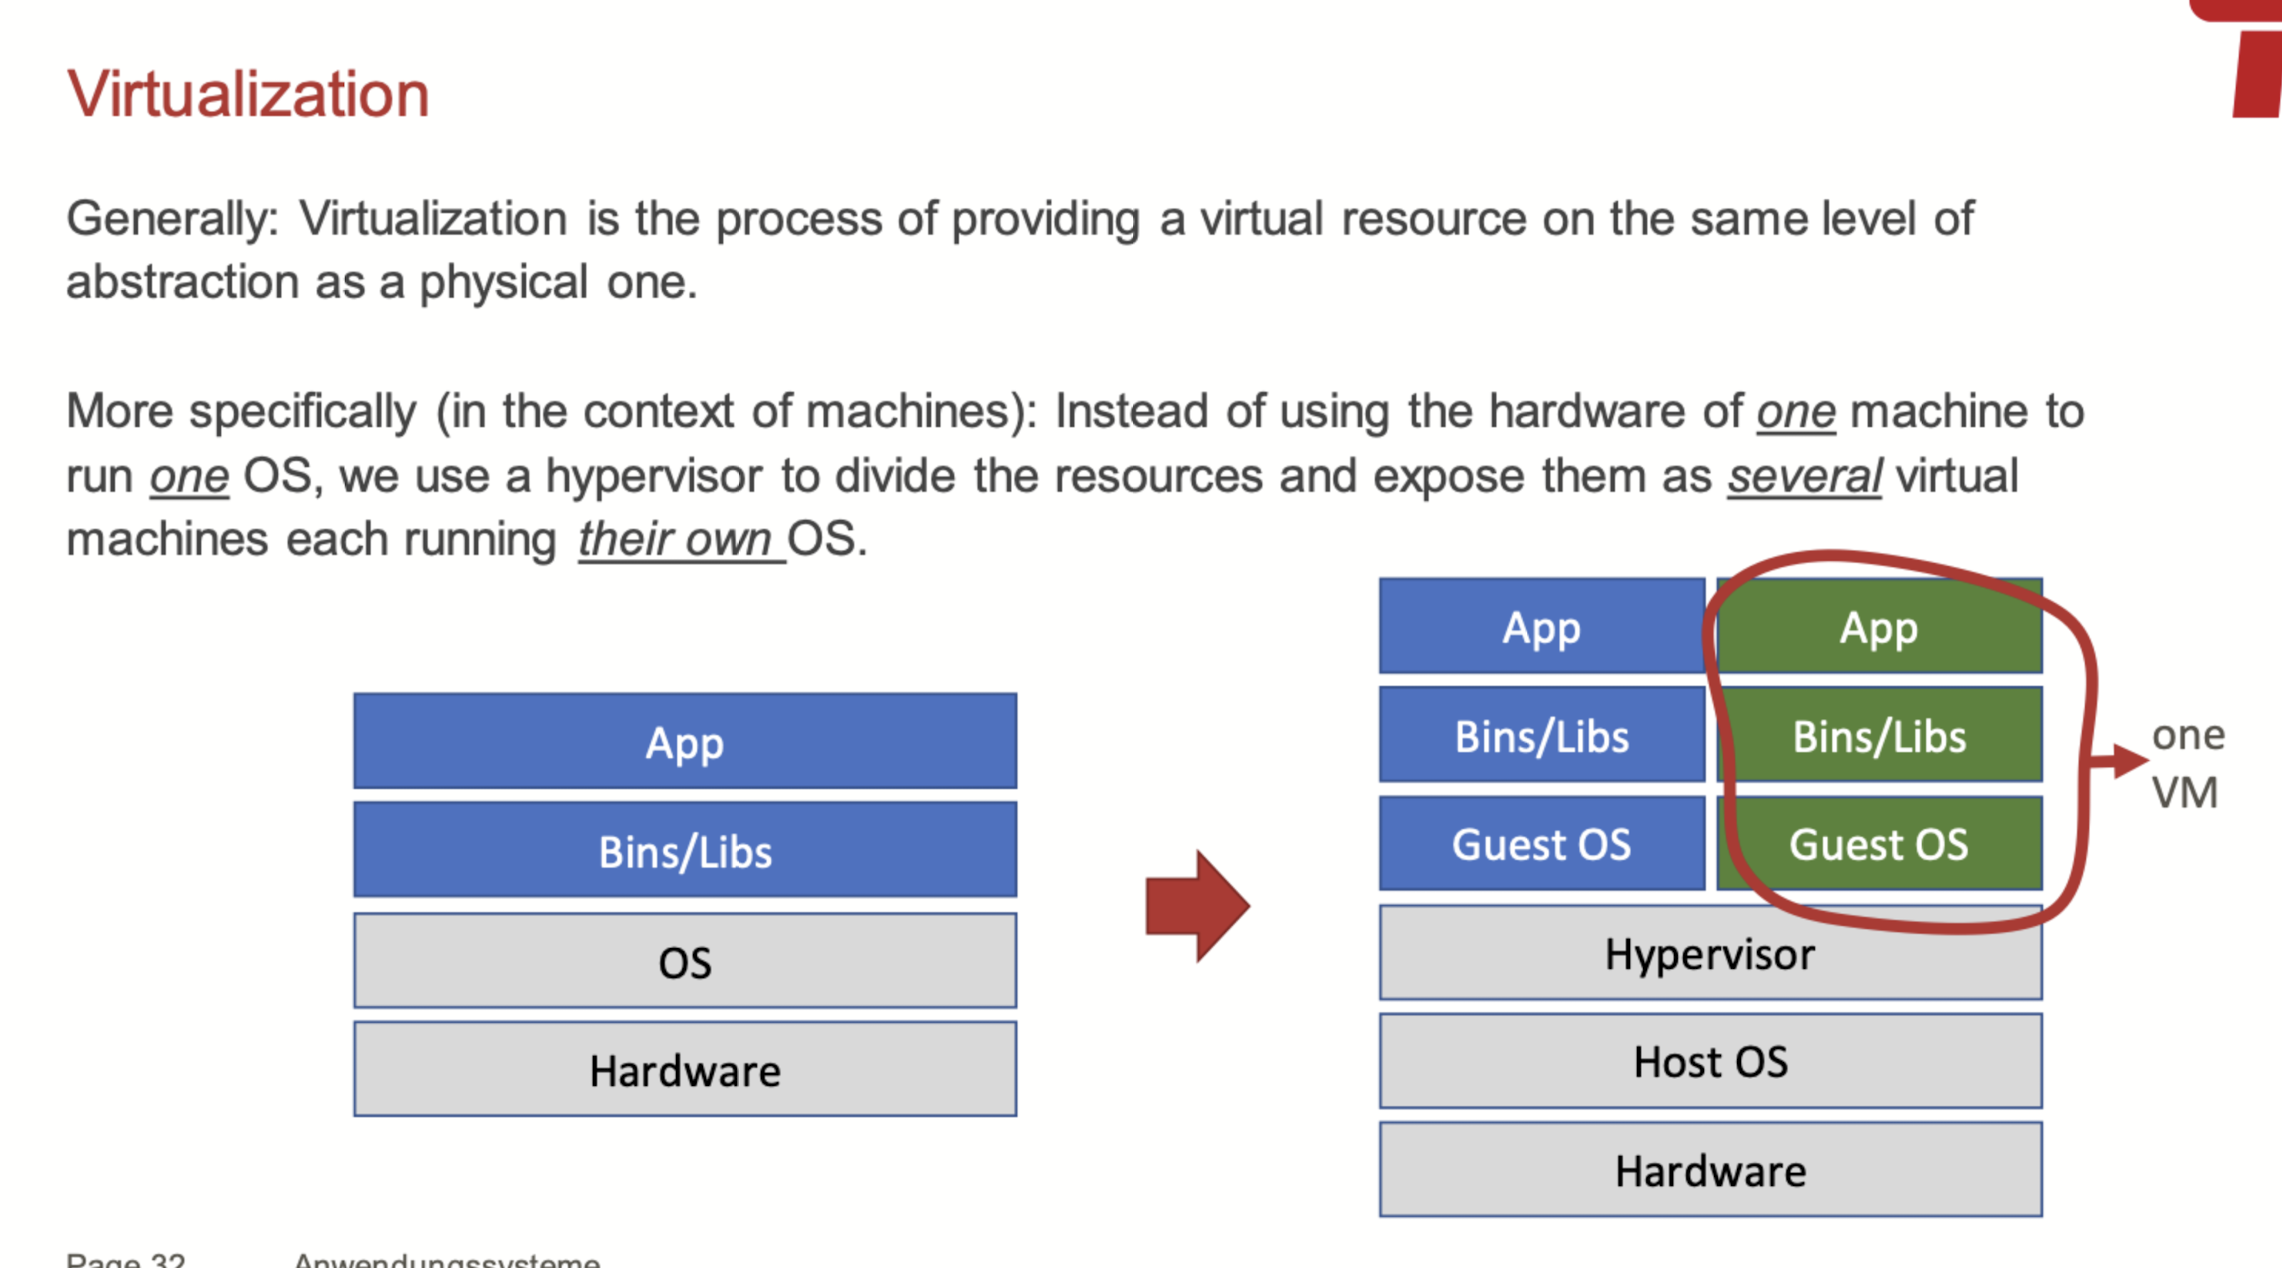 Virtualization
Generally: Virtualization is the process of providing a virtual resource on the same level of
abstraction as a physical one.
More specifically (in the context of machines): Instead of using the hardware of one machine to
run one OS, we use a hypervisor to divide the resources and expose them as several virtual
machines each running their own OS.
App
Bins/Libs
OS
Hardware
App App
Bins/Libs Bins/Libs
Guest OS Guest OS
Hypervisor
Host OS
Hardware
one
VM
Page 32 Anwendungssysteme